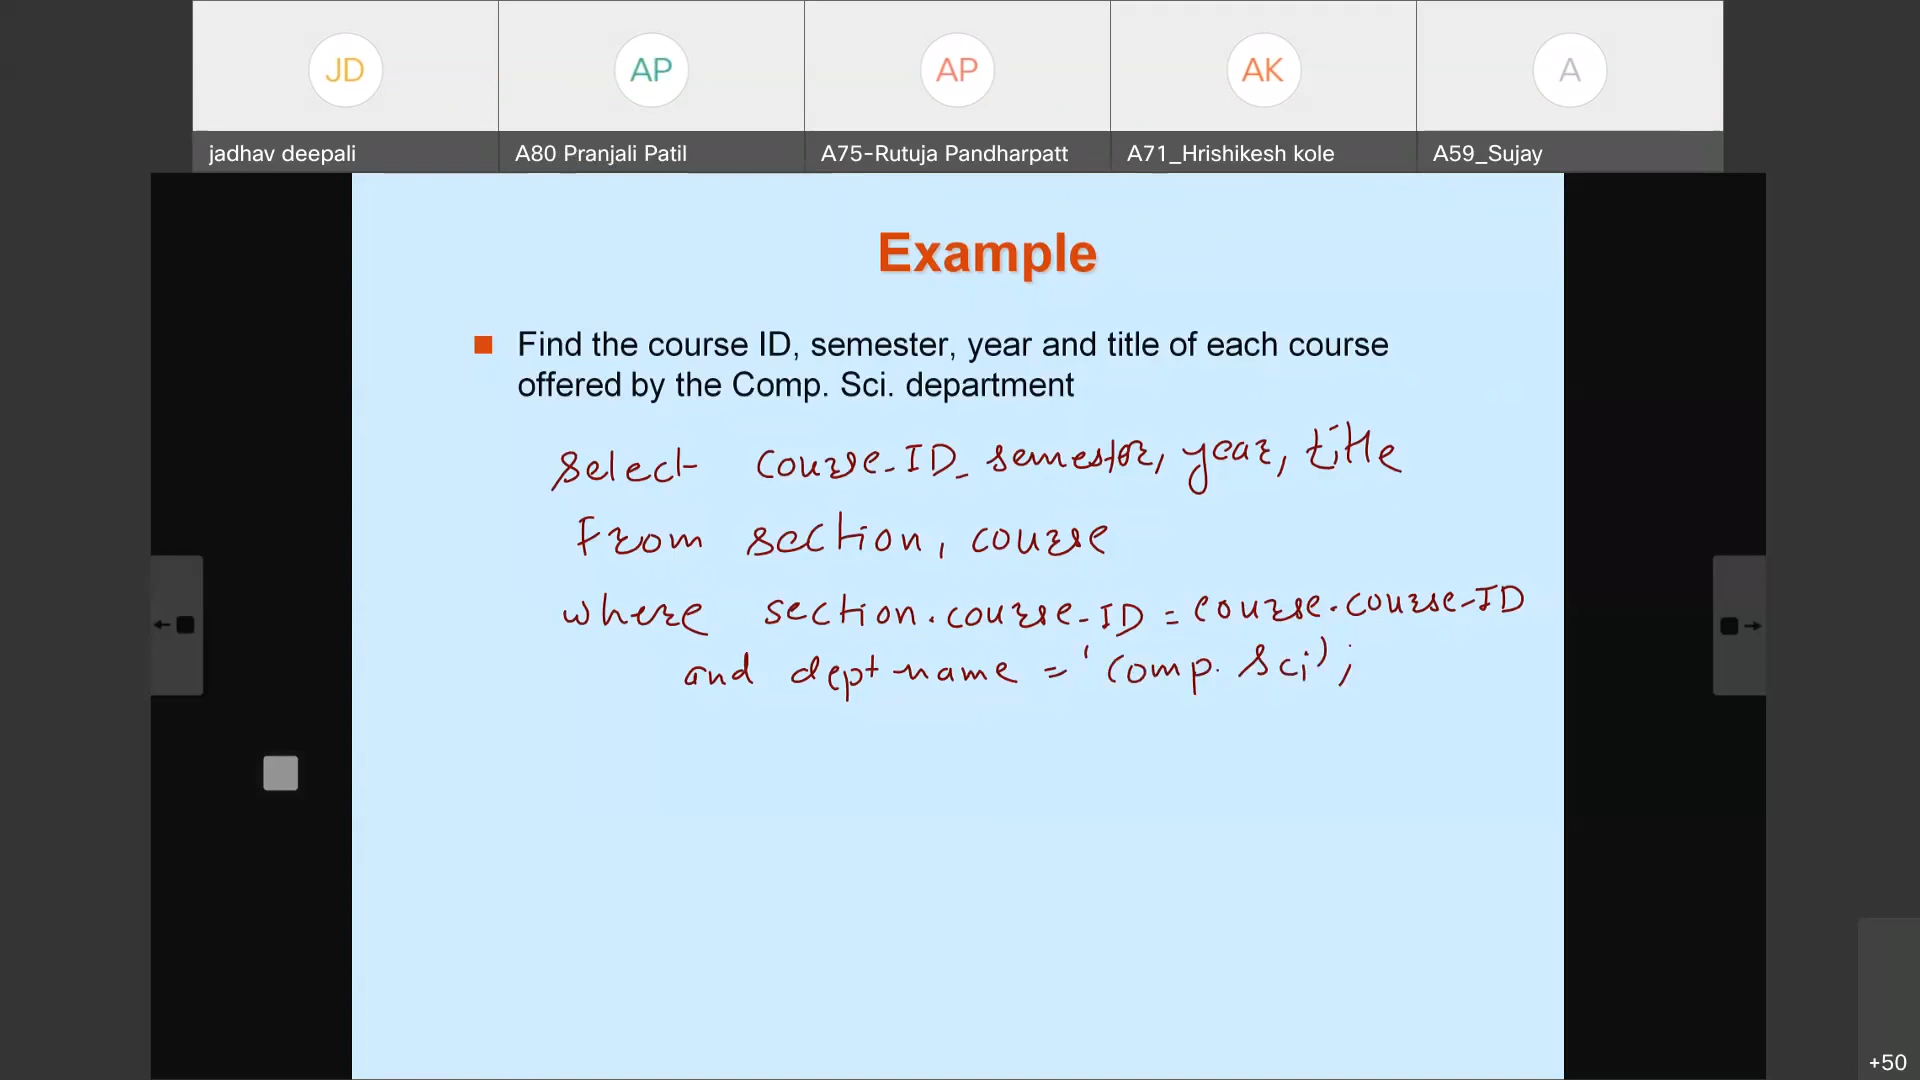 JD AP AP AK A
jadhav deepali A80 Pranjali Patil A75-Rutuja Pandharpatt A71_Hrishikesh kole A59_Sujay
Example
Find the course ID, semester, year and title of each course
offered by the Comp. Sci. department
select course-ID_ semestor, year, title
From section, course
where section.course-ID = course.course-ID
and dept name = 'Comp. Sci';
+50